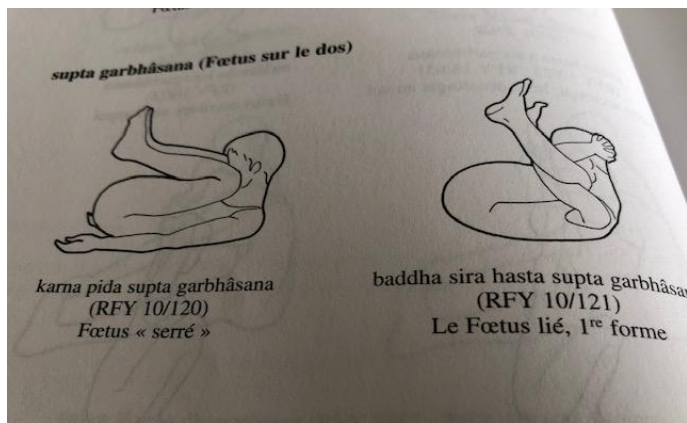 supta garbhâsana (Fœtus sur le dos)
karna pida supta garbhâsana
(RFY 10/120)
Fœtus « serré »
baddha sira hasta supta garbhâsa
(RFY 10/121)
Le Fœtus lié, 1re forme